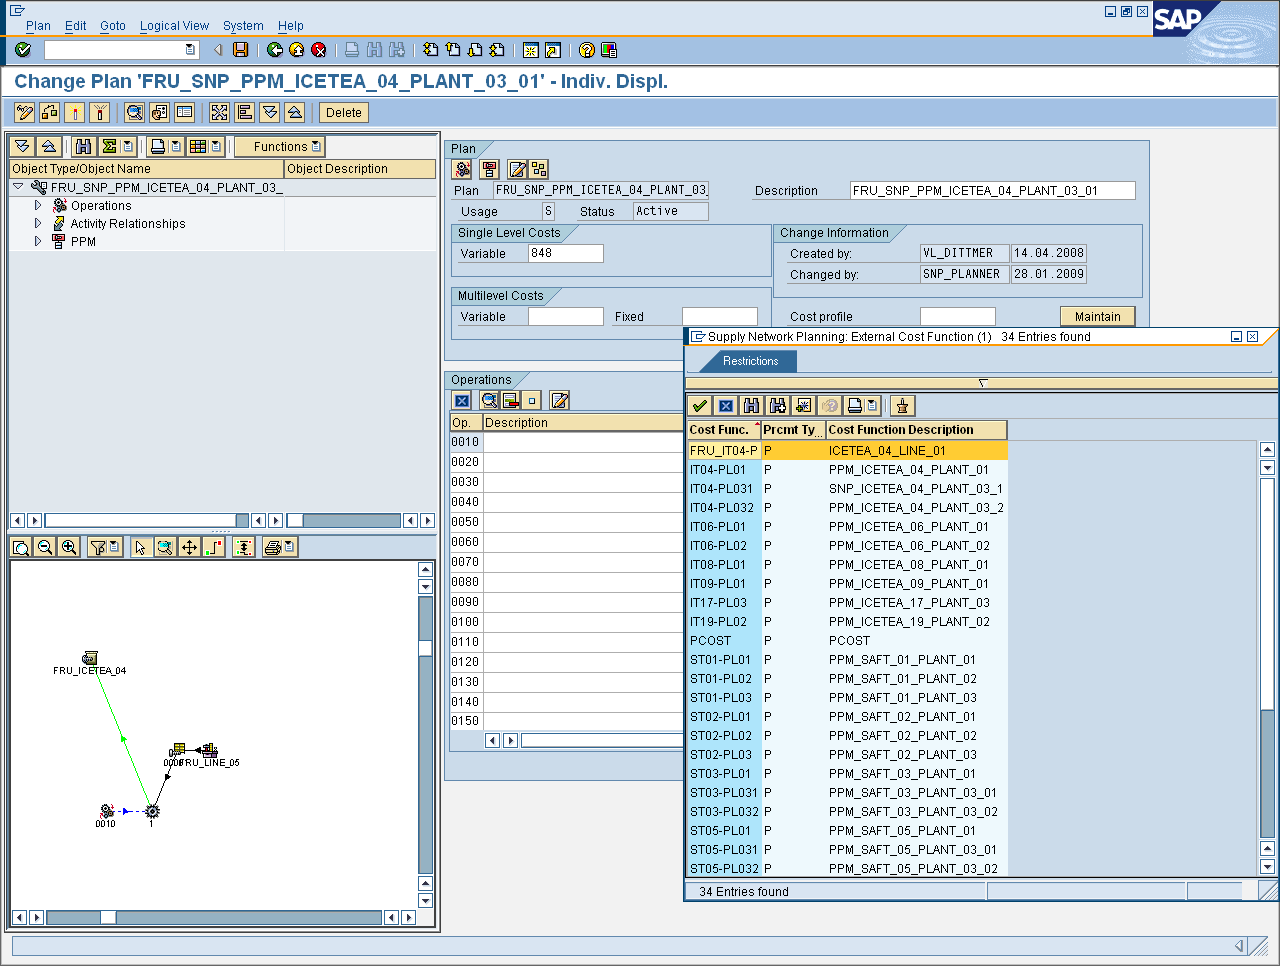 Plan Edit Goto Logical View System Help
SAP
Change Plan 'FRU_SNP_PPM_ICETEA_04_PLANT_03_01' - Indiv. Displ.
Delete
Functions
Object Type/Object Name Object Description
FRU_SNP_PPM_ICETEA_04_PLANT_03_
Operations
Activity Relationships
PPM
FRU_ICETEA_04
FRU_LINE_05
0010 1
Plan
Plan FRU_SNP_PPM_ICETEA_04_PLANT_03_ Description FRU_SNP_PPM_ICETEA_04_PLANT_03_01
Usage S Status Active
Single Level Costs
Variable 848
Change Information
Created by: VL_DITTMER 14.04.2008
Changed by: SNP_PLANNER 28.01.2009
Multilevel Costs
Variable Fixed Cost profile Maintain
Operations
Op. Description
0010
0020
0030
0040
0050
0060
0070
0080
0090
0100
0110
0120
0130
0140
0150
Supply Network Planning: External Cost Function (1) 34 Entries found
Restrictions
Cost Func. Prcmt Ty... Cost Function Description
FRU_IT04-P P ICETEA_04_LINE_01
IT04-PL01 P PPM_ICETEA_04_PLANT_01
IT04-PL031 P SNP_ICETEA_04_PLANT_03_1
IT04-PL032 P PPM_ICETEA_04_PLANT_03_2
IT06-PL01 P PPM_ICETEA_06_PLANT_01
IT06-PL02 P PPM_ICETEA_06_PLANT_02
IT08-PL01 P PPM_ICETEA_08_PLANT_01
IT09-PL01 P PPM_ICETEA_09_PLANT_01
IT17-PL03 P PPM_ICETEA_17_PLANT_03
IT19-PL02 P PPM_ICETEA_19_PLANT_02
PCOST P PCOST
ST01-PL01 P PPM_SAFT_01_PLANT_01
ST01-PL02 P PPM_SAFT_01_PLANT_02
ST01-PL03 P PPM_SAFT_01_PLANT_03
ST02-PL01 P PPM_SAFT_02_PLANT_01
ST02-PL02 P PPM_SAFT_02_PLANT_02
ST02-PL03 P PPM_SAFT_02_PLANT_03
ST03-PL01 P PPM_SAFT_03_PLANT_01
ST03-PL031 P PPM_SAFT_03_PLANT_03_01
ST03-PL032 P PPM_SAFT_03_PLANT_03_02
ST05-PL01 P PPM_SAFT_05_PLANT_01
ST05-PL031 P PPM_SAFT_05_PLANT_03_01
ST05-PL032 P PPM_SAFT_05_PLANT_03_02
34 Entries found